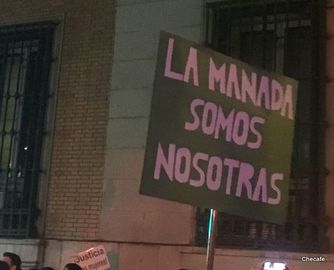 LA MANADA
SOMOS
NOSOTRAS
Justicia
Checafe